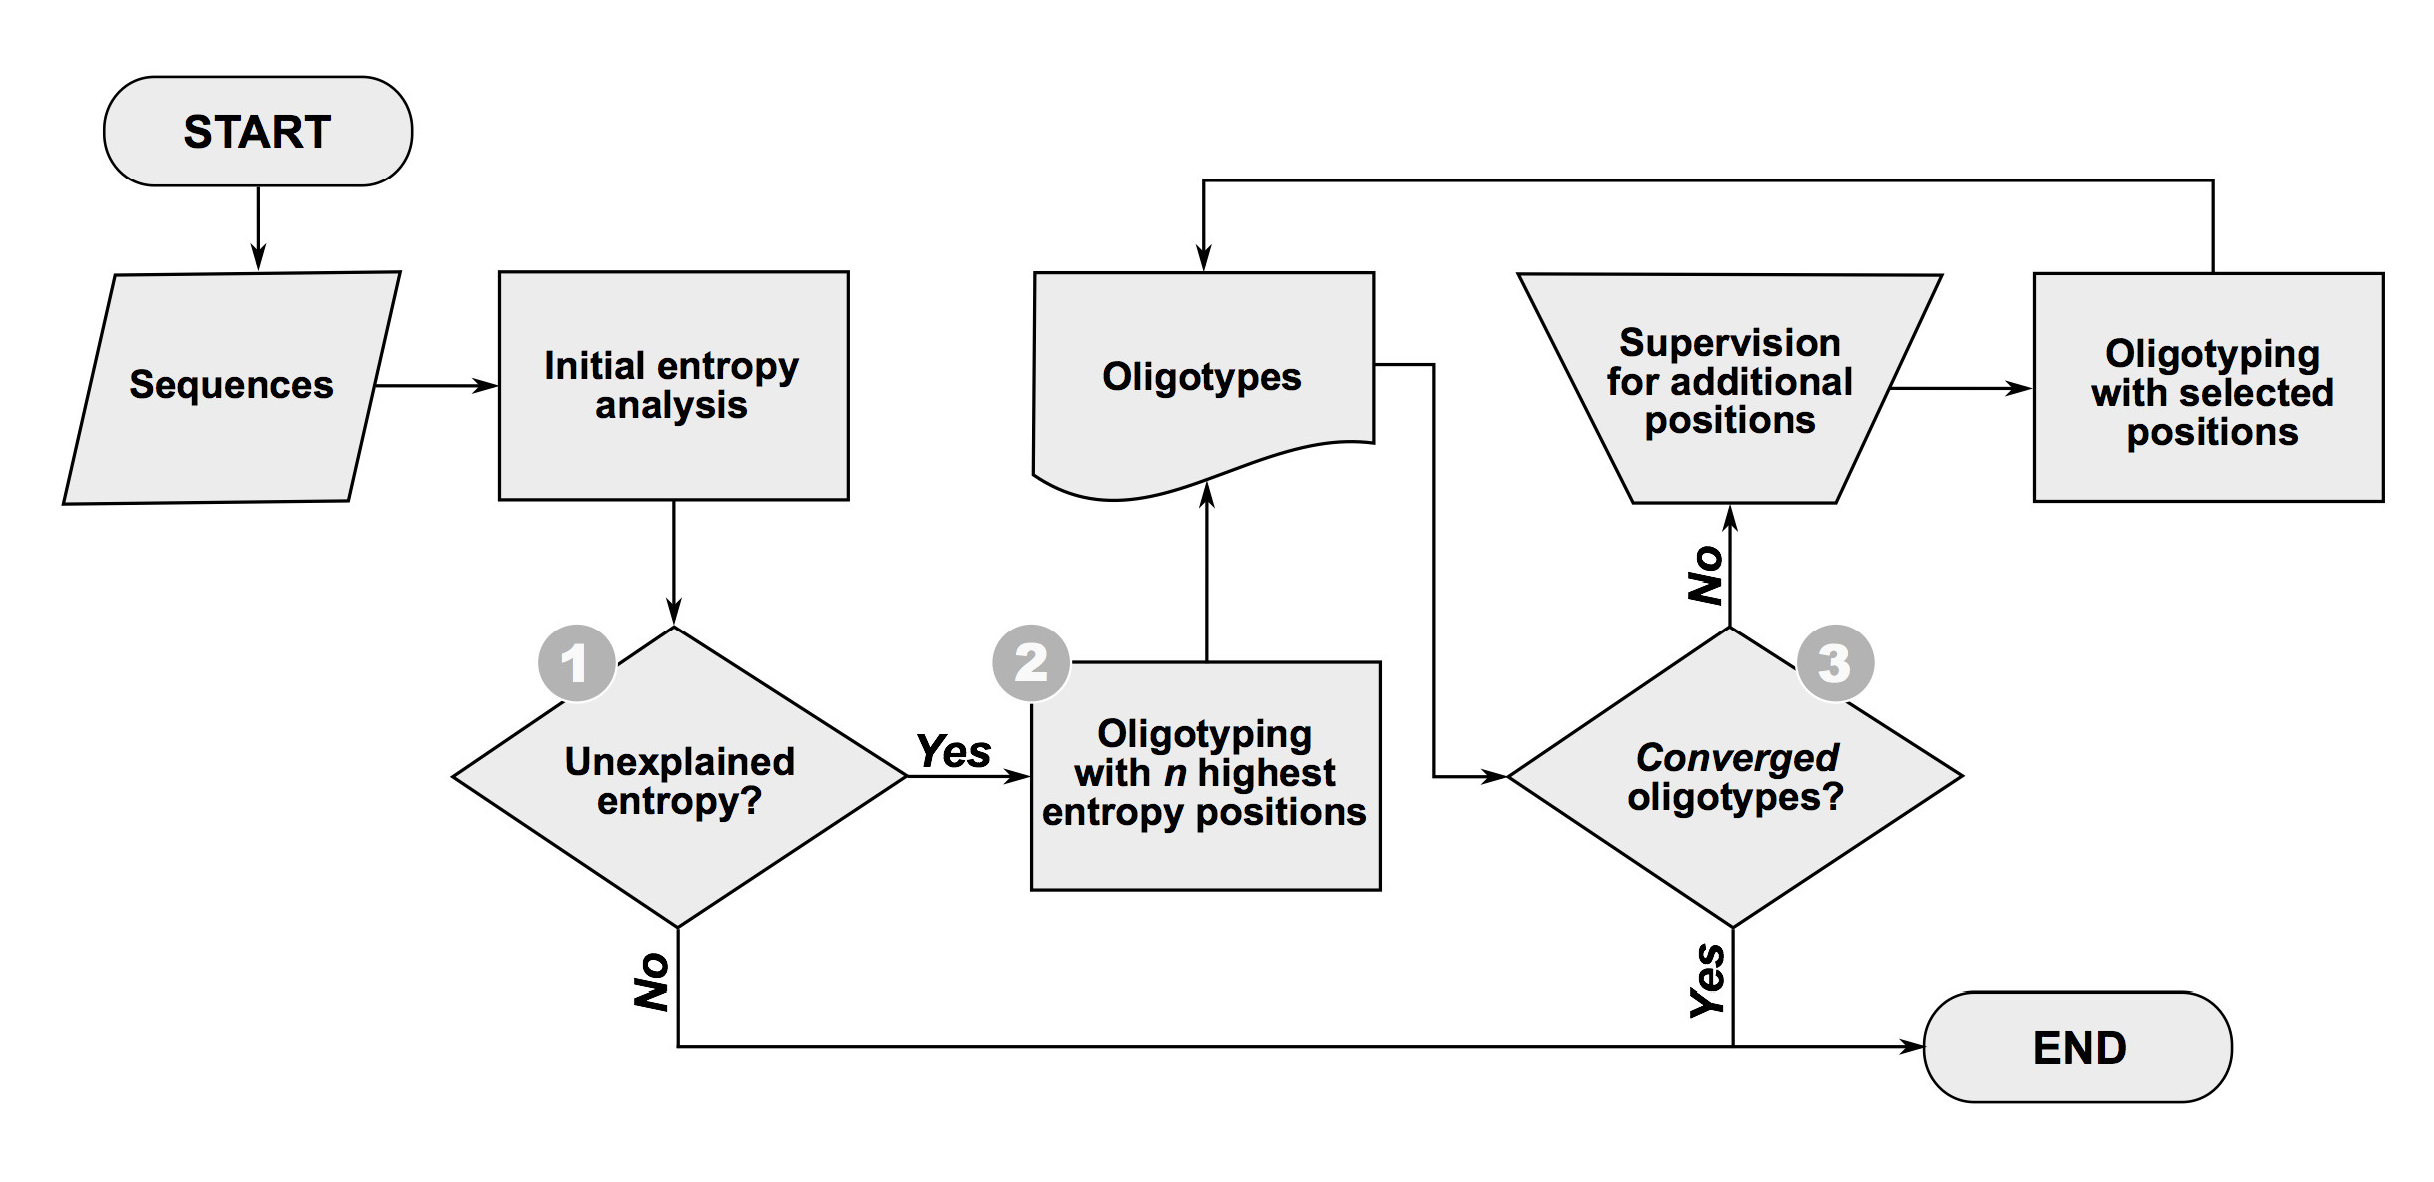 START
Sequences
Initial entropy
analysis
1
Unexplained
entropy?
Yes
No
2
Oligotyping
with n highest
entropy positions
Oligotypes
3
Converged
oligotypes?
No
Yes
Supervision
for additional
positions
Oligotyping
with selected
positions
END